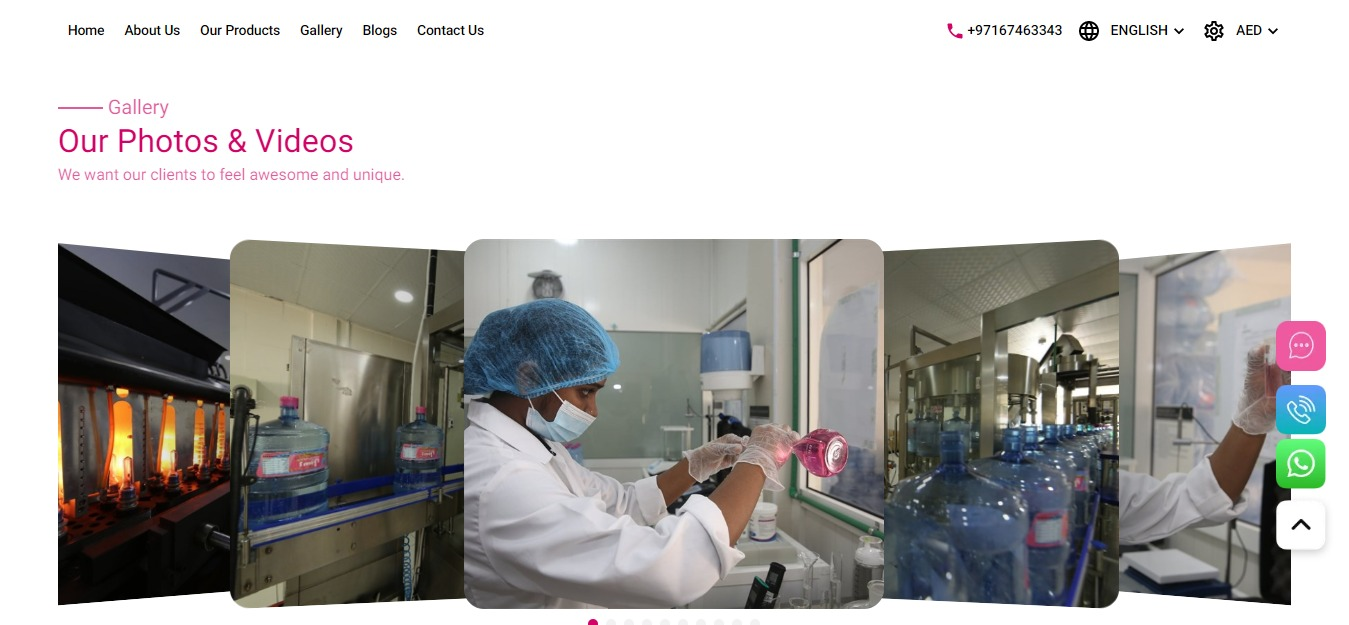 Home About Us Our Products Gallery Blogs Contact Us +97167463343 ENGLISH AED
Gallery
Our Photos & Videos
We want our clients to feel awesome and unique.